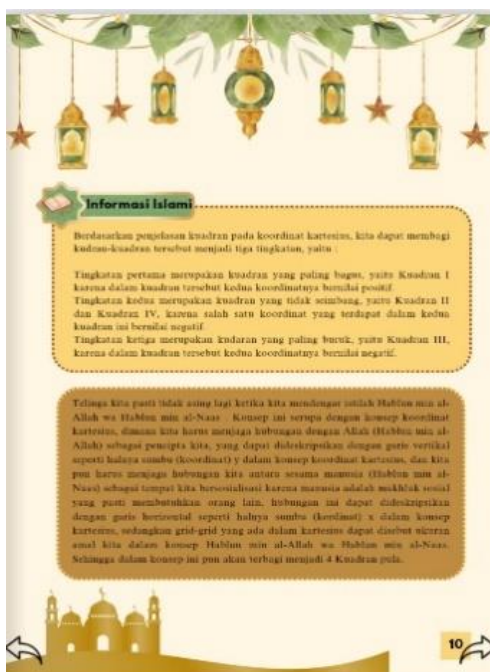 Informasi Islami
Berdasarkan penjelasan kuadran pada koordinat kartesius, kita dapat membagi
kudran-kuadran tersebut menjadi tiga tingkatan, yaitu :
Tingkatan pertama merupakan kuadran yang paling bagus, yaitu Kuadran I
karena dalam kuadran tersebut kedua koordinatnya bernilai positif.
Tingkatan kedua merupakan kuadran yang tidak seimbang, yaitu Kuadran II
dan Kuadran IV, karena salah satu koordinat yang terdapat dalam kedua
kuadran ini bernilai negatif.
Tingkatan ketiga merupakan kudaran yang paling buruk, yaitu Kuadran III,
karena dalam kuadran tersebut kedua koordinatnya bernilai negatif.
Telinga kita pasti tidak asing lagi ketika kita mendengar istilah Hablun min al-
Allah wa Hablun min al-Naas . Konsep ini serupa dengan konsep koordinat
kartesius, dimana kita harus menjaga hubungan dengan Allah (Hablun min al-
Allah) sebagai pencipta kita, yang dapat dideskripsikan dengan garis vertikal
seperti halnya sumbu (koordinat) y dalam konsep koordinat kartesius, dan kita
pun harus menjaga hubungan kita antara sesama manusia (Hablun min al-
Naas) sebagai tempat kita bersosialisasi karena manusia adalah makhluk sosial
yang pasti membutuhkan orang lain, hubungan ini dapat dideskripsikan
dengan garis horizontal seperti halnya sumbu (kordinat) x dalam konsep
kartesius, sedangkan grid-grid yang ada dalam kartesius dapat disebut ukuran
amal kita dalam konsep Hablun min al-Allah wa Hablun min al-Naas.
Sehingga dalam konsep ini pun akan terbagi menjadi 4 Kuadran pula.
10